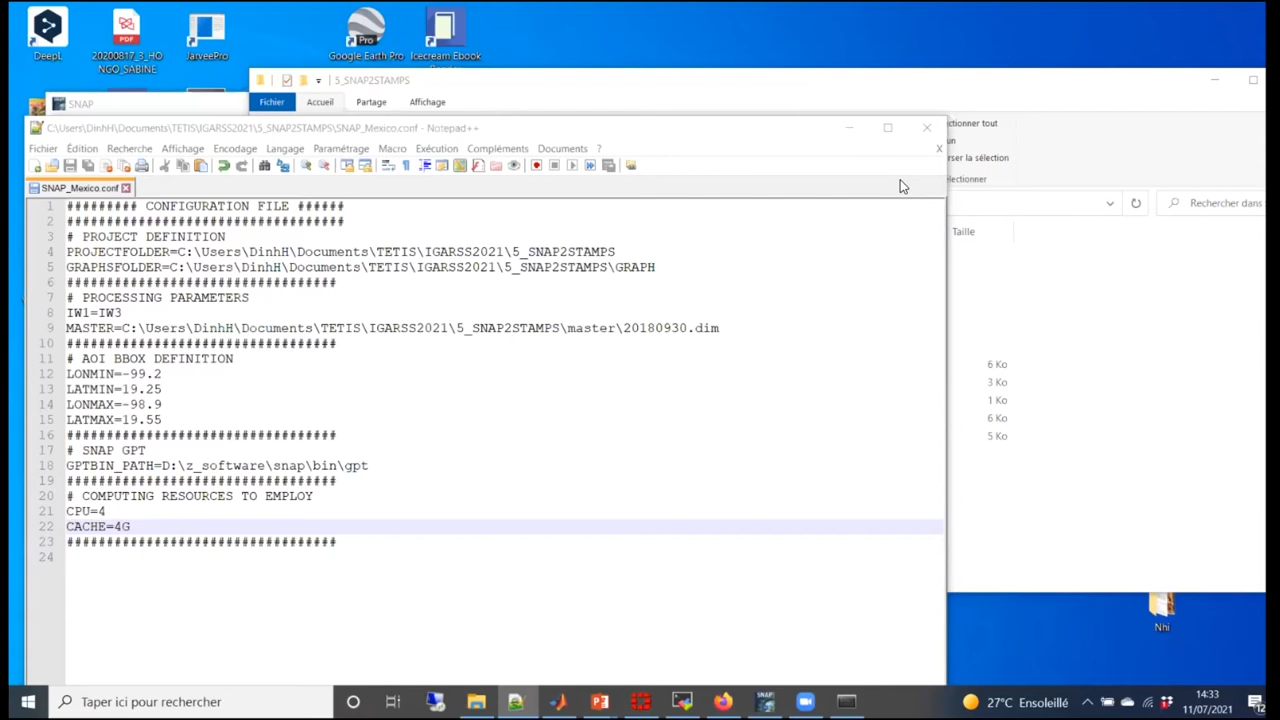 DeepL
20200817_3_HO
NGO_SABINE
PDF
JarveePro
Pro
Google Earth Pro
Icecream Ebook
SNAP
5_SNAP2STAMPS
Fichier Accueil Partage Affichage
C:\Users\DinhH\Documents\TETIS\IGARSS2021\5_SNAP2STAMPS\SNAP_Mexico.conf - Notepad++
Fichier Édition Recherche Affichage Encodage Langage Paramétrage Macro Exécution Compléments Documents ? X
SNAP_Mexico.conf
1 ######### CONFIGURATION FILE ######
2 ###################################
3 # PROJECT DEFINITION
4 PROJECTFOLDER=C:\Users\DinhH\Documents\TETIS\IGARSS2021\5_SNAP2STAMPS
5 GRAPHSFOLDER=C:\Users\DinhH\Documents\TETIS\IGARSS2021\5_SNAP2STAMPS\GRAPH
6 ##################################
7 # PROCESSING PARAMETERS
8 IW1=IW3
9 MASTER=C:\Users\DinhH\Documents\TETIS\IGARSS2021\5_SNAP2STAMPS\master\20180930.dim
10 ##################################
11 # AOI BBOX DEFINITION
12 LONMIN=-99.2
13 LATMIN=19.25
14 LONMAX=-98.9
15 LATMAX=19.55
16 ##################################
17 # SNAP GPT
18 GPTBIN_PATH=D:\z_software\snap\bin\gpt
19 ##################################
20 # COMPUTING RESOURCES TO EMPLOY
21 CPU=4
22 CACHE=4G
23 ##################################
24
ctionner tout
un
rser la sélection
electionner
Rechercher dans
Taille
6 Ko
3 Ko
1 Ko
6 Ko
5 Ko
Nhi
Taper ici pour rechercher
SNAP
27°C Ensoleillé
14:33
11/07/2021
12